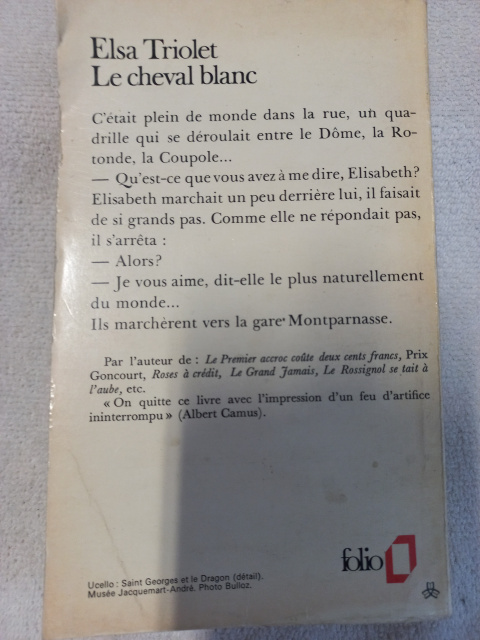 Elsa Triolet
Le cheval blanc
C'était plein de monde dans la rue, un qua-
drille qui se déroulait entre le Dôme, la Ro-
tonde, la Coupole...
— Qu'est-ce que vous avez à me dire, Elisabeth?
Elisabeth marchait un peu derrière lui, il faisait
de si grands pas. Comme elle ne répondait pas,
il s'arrêta :
— Alors?
— Je vous aime, dit-elle le plus naturellement
du monde...
Ils marchèrent vers la gare Montparnasse.
Par l'auteur de : Le Premier accroc coûte deux cents francs, Prix
Goncourt, Roses à crédit, Le Grand Jamais, Le Rossignol se tait à
l'aube, etc.
« On quitte ce livre avec l'impression d'un feu d'artifice
ininterrompu » (Albert Camus).
folio
Ucello : Saint Georges et le Dragon (détail).
Musée Jacquemart-André. Photo Bulloz.